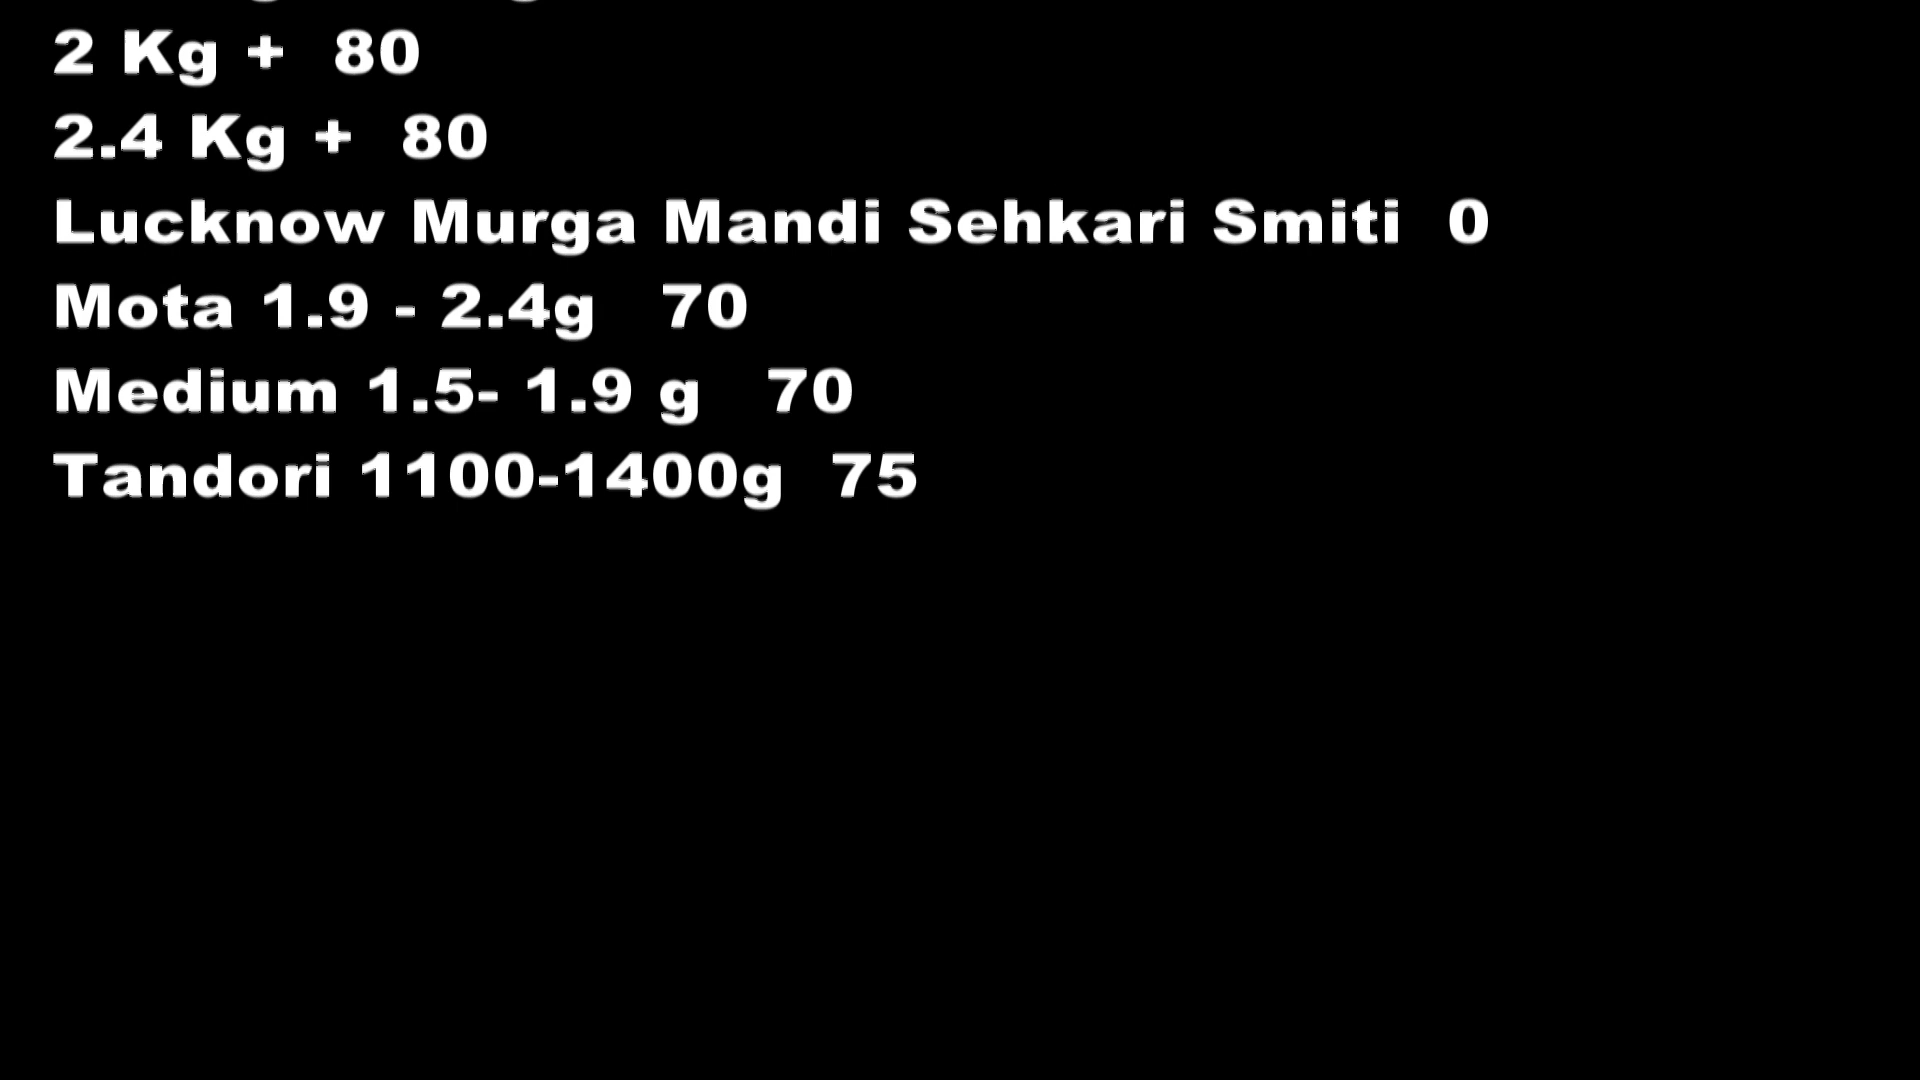 2 Kg +  80
2.4 Kg +  80
Lucknow Murga Mandi Sehkari Smiti  0
Mota 1.9 - 2.4g   70
Medium 1.5- 1.9 g   70
Tandori 1100-1400g  75